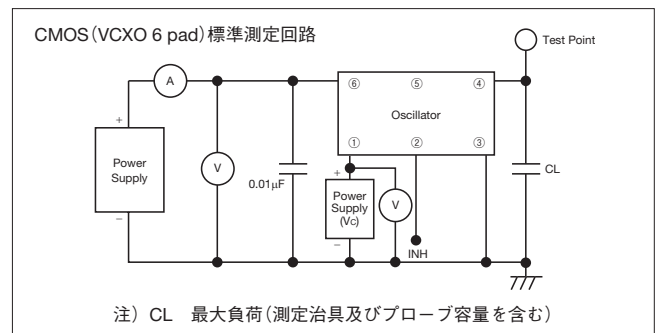 CMOS(VCXO 6 pad)標準測定回路
Test Point
A
⑥
⑤
④
Oscillator
+
Power
Supply
−
V
0.01μF
①
②
③
+
Power
Supply
(Vc)
−
V
CL
INH
注) CL 最大負荷(測定治具及びプローブ容量を含む)